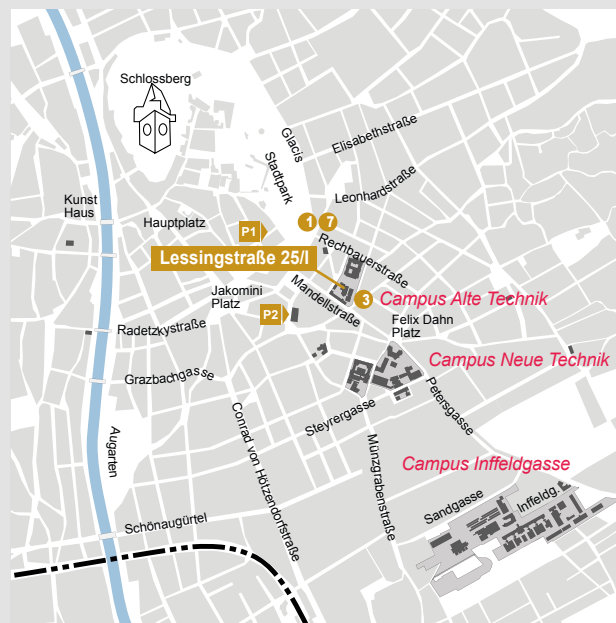 Schlossberg
Glacis
Elisabethstraße
Stadtpark
Leonhardstraße
Kunst
Haus
Hauptplatz
P1
1
7
Rechbauerstraße
Lessingstraße 25/I
Jakomini
Platz
Mandellstraße
3
Campus Alte Technik
P2
Radetzkystraße
Felix Dahn
Platz
Campus Neue Technik
Grazbachgasse
Petersgasse
Steyrergasse
Conrad von Hötzendorfstraße
Augarten
Münzgrabenstraße
Campus Inffeldgasse
Sandgasse
Inffeldg.
Schönaugürtel